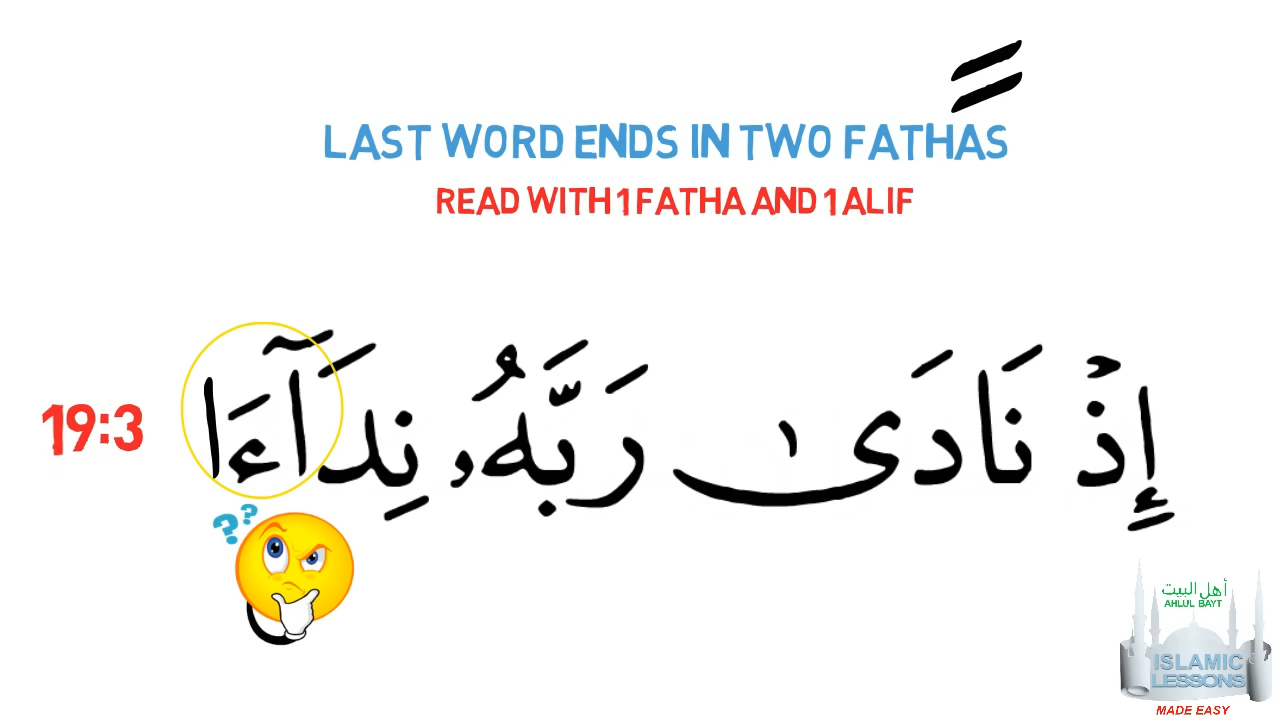 LAST WORD ENDS IN TWO FATHAS
READ WITH 1 FATHA AND 1 ALIF
إِذْ نَادَىٰ رَبَّهُۥ نِدَآءَا
19:3
??
أهل البيت
AHLUL BAYT
ISLAMIC
LESSONS
MADE EASY